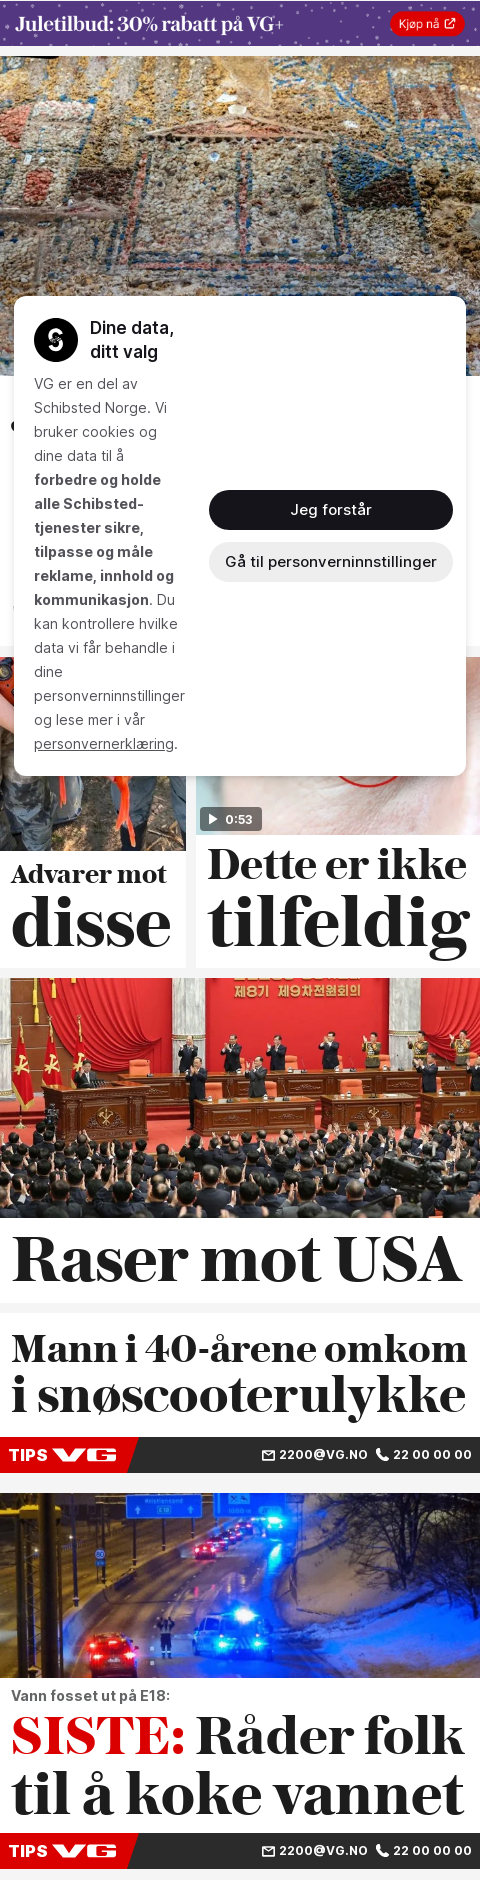 Juletilbud: 30% rabatt på VG+
Kjøp nå
Dine data,
ditt valg
VG er en del av
Schibsted Norge. Vi
bruker cookies og
dine data til å
forbedre og holde
alle Schibsted-
tjenester sikre,
tilpasse og måle
reklame, innhold og
kommunikasjon. Du
kan kontrollere hvilke
data vi får behandle i
dine
personverninnstillinger
og lese mer i vår
personvernerklæring.
Jeg forstår
Gå til personverninnstillinger
0:53
Advarer mot
disse
Dette er ikke
tilfeldig
제8기 제9차전원회의
Raser mot USA
Mann i 40-årene omkom
i snøscooterulykke
TIPS VG
2200@VG.NO 22 00 00 00
Vann fosset ut på E18:
SISTE: Råder folk
til å koke vannet
TIPS VG
2200@VG.NO 22 00 00 00